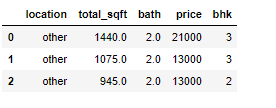 location total_sqft bath price bhk
0 other 1440.0 2.0 21000 3
1 other 1075.0 2.0 13000 3
2 other 945.0 2.0 13000 2